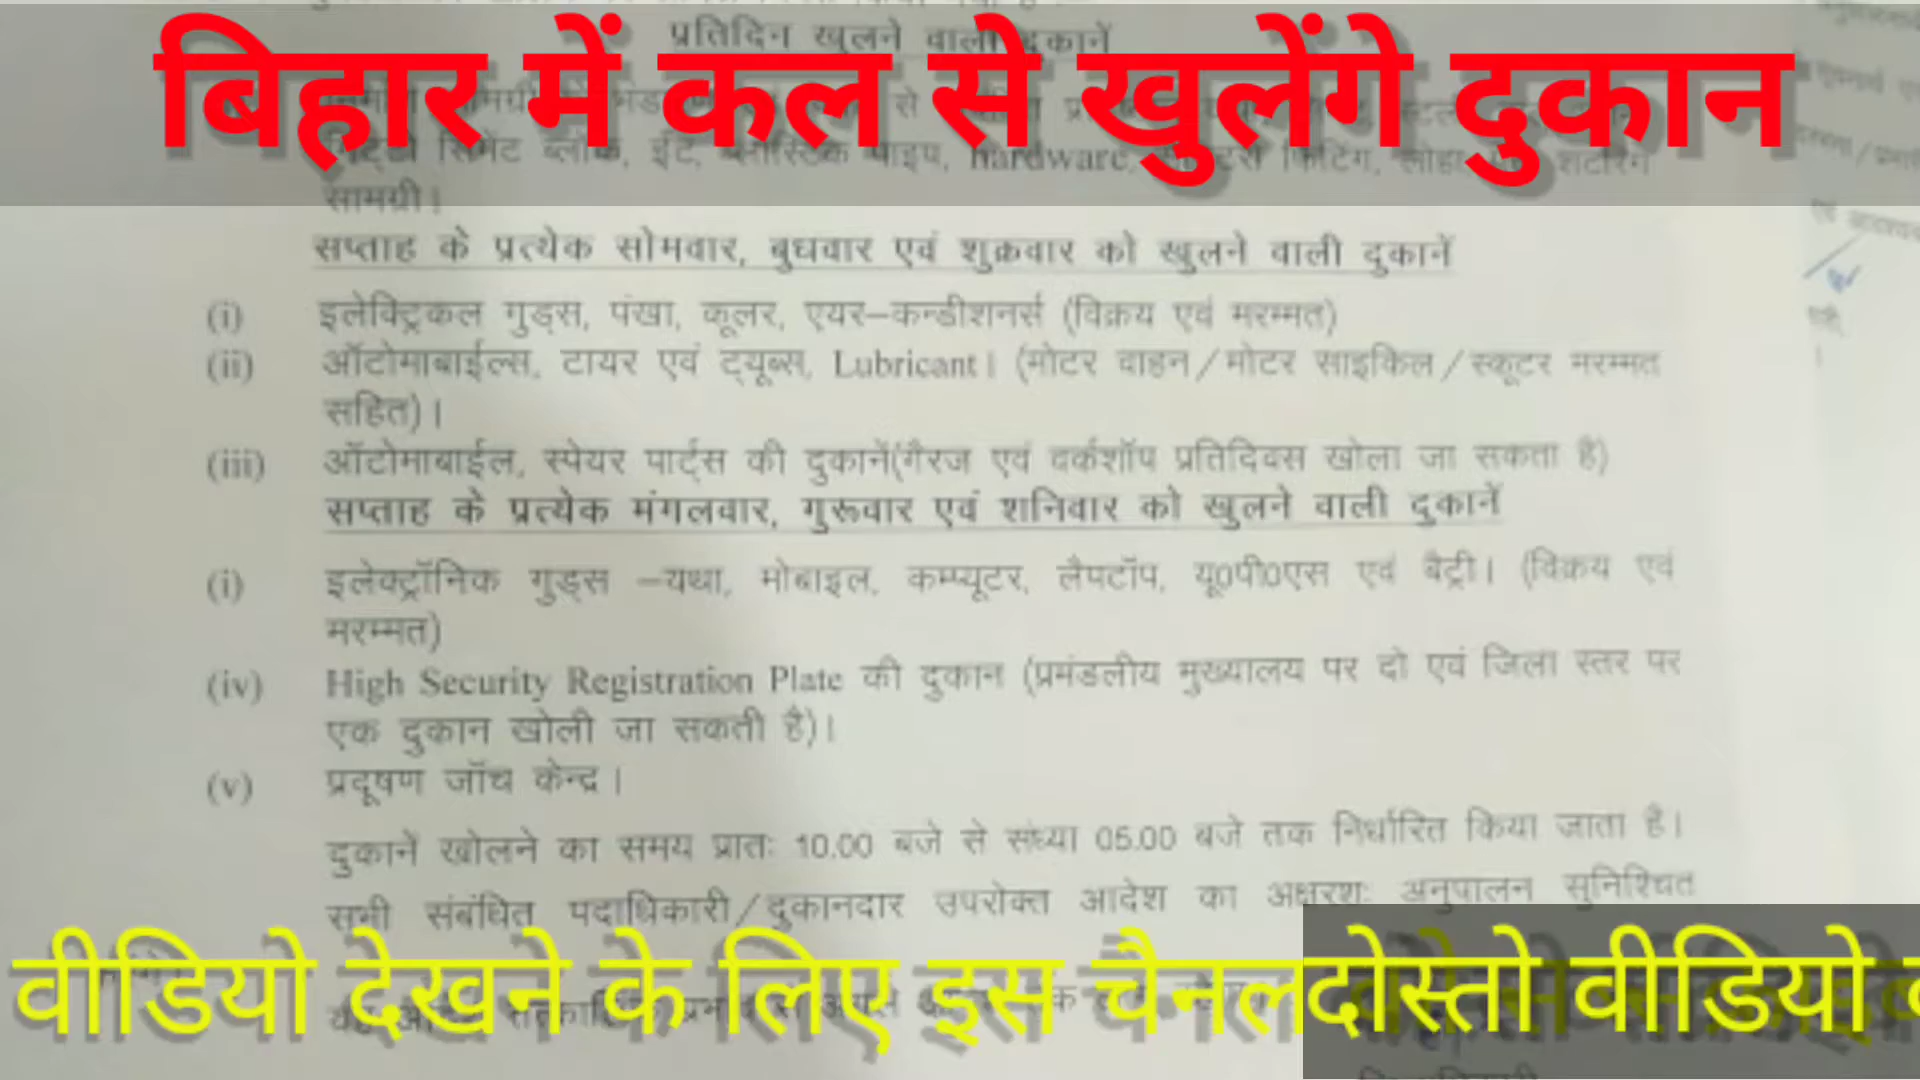 प्रतिदिन खुलने वाली दुकानें
बिहार में कल से खुलेंगे दुकान
सिमेंट ब्लॉक, ईंट, प्लास्टिक पाइप, hardware, फिटिंग, लोहा शटरिंग
सामग्री।
सप्ताह के प्रत्येक सोमवार, बुधवार एवं शुक्रवार को खुलने वाली दुकानें
(i) इलेक्ट्रिकल गुड्स, पंखा, कूलर, एयर–कन्डीशनर्स (विक्रय एवं मरम्मत)
(ii) ऑटोमाबाईल्स, टायर एवं ट्यूब्स, Lubricant। (मोटर वाहन/मोटर साइकिल/स्कूटर मरम्मत
सहित)।
(iii) ऑटोमाबाईल, स्पेयर पार्ट्स की दुकानें(गैरज एवं वर्कशॉप प्रतिदिवस खोला जा सकता है)
सप्ताह के प्रत्येक मंगलवार, गुरूवार एवं शनिवार को खुलने वाली दुकानें
(i) इलेक्ट्रॉनिक गुड्स –यथा, मोबाइल, कम्प्यूटर, लैपटॉप, यू0पी0एस एवं बैट्री। (विक्रय एवं
मरम्मत)
(iv) High Security Registration Plate की दुकान (प्रमंडलीय मुख्यालय पर दो एवं जिला स्तर पर
एक दुकान खोली जा सकती है)।
(v) प्रदूषण जॉच केन्द्र।
दुकानें खोलने का समय प्रातः 10.00 बजे से संध्या 05.00 बजे तक निर्धारित किया जाता है।
सभी संबंधित पदाधिकारी/दुकानदार उपरोक्त आदेश का अक्षरशः अनुपालन सुनिश्चित
वीडियो देखने के लिए इस चैनल दोस्तो वीडियो